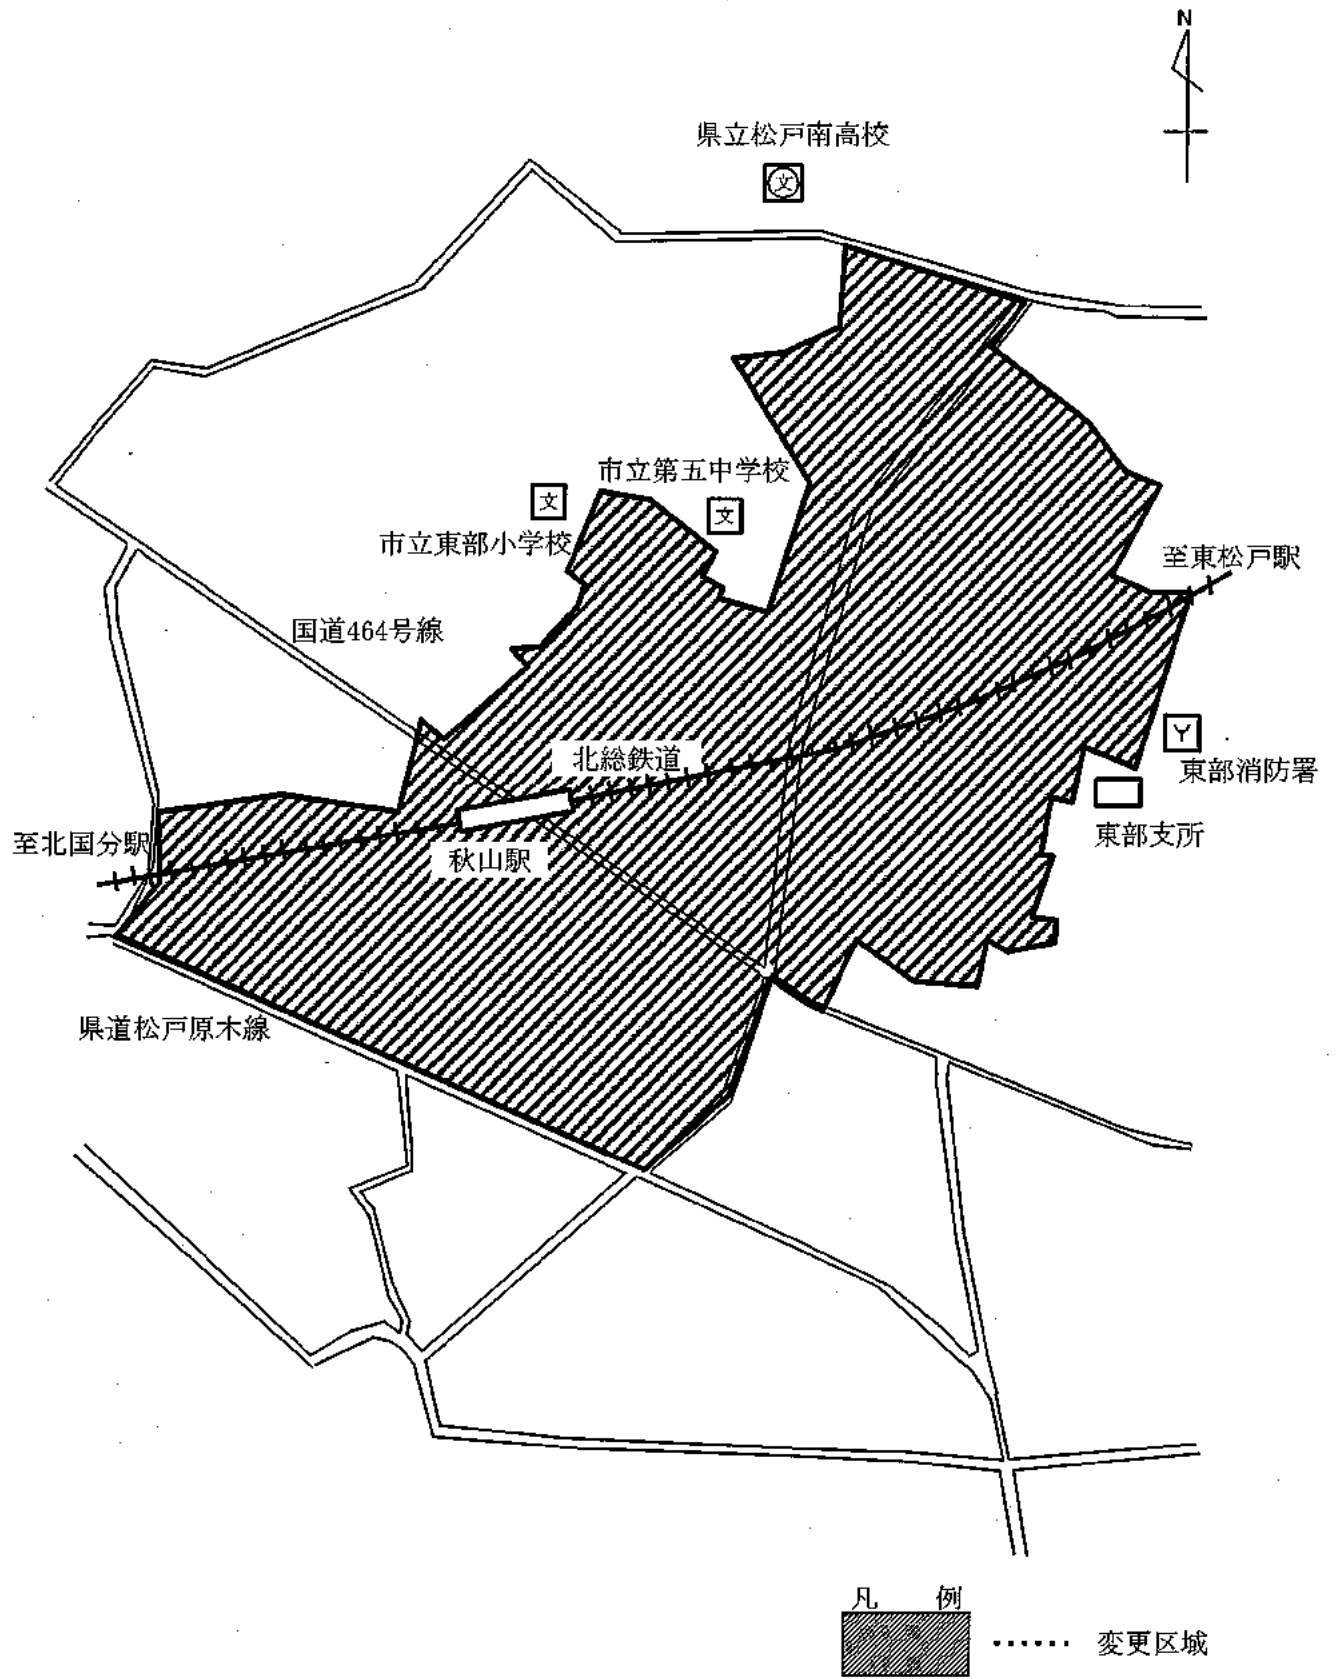 N
県立松戸南高校
文
市立第五中学校
文
文
市立東部小学校
至東松戸駅
国道464号線
Y
北総鉄道
東部消防署
至北国分駅
秋山駅
東部支所
県道松戸原木線
凡 例
変更区域